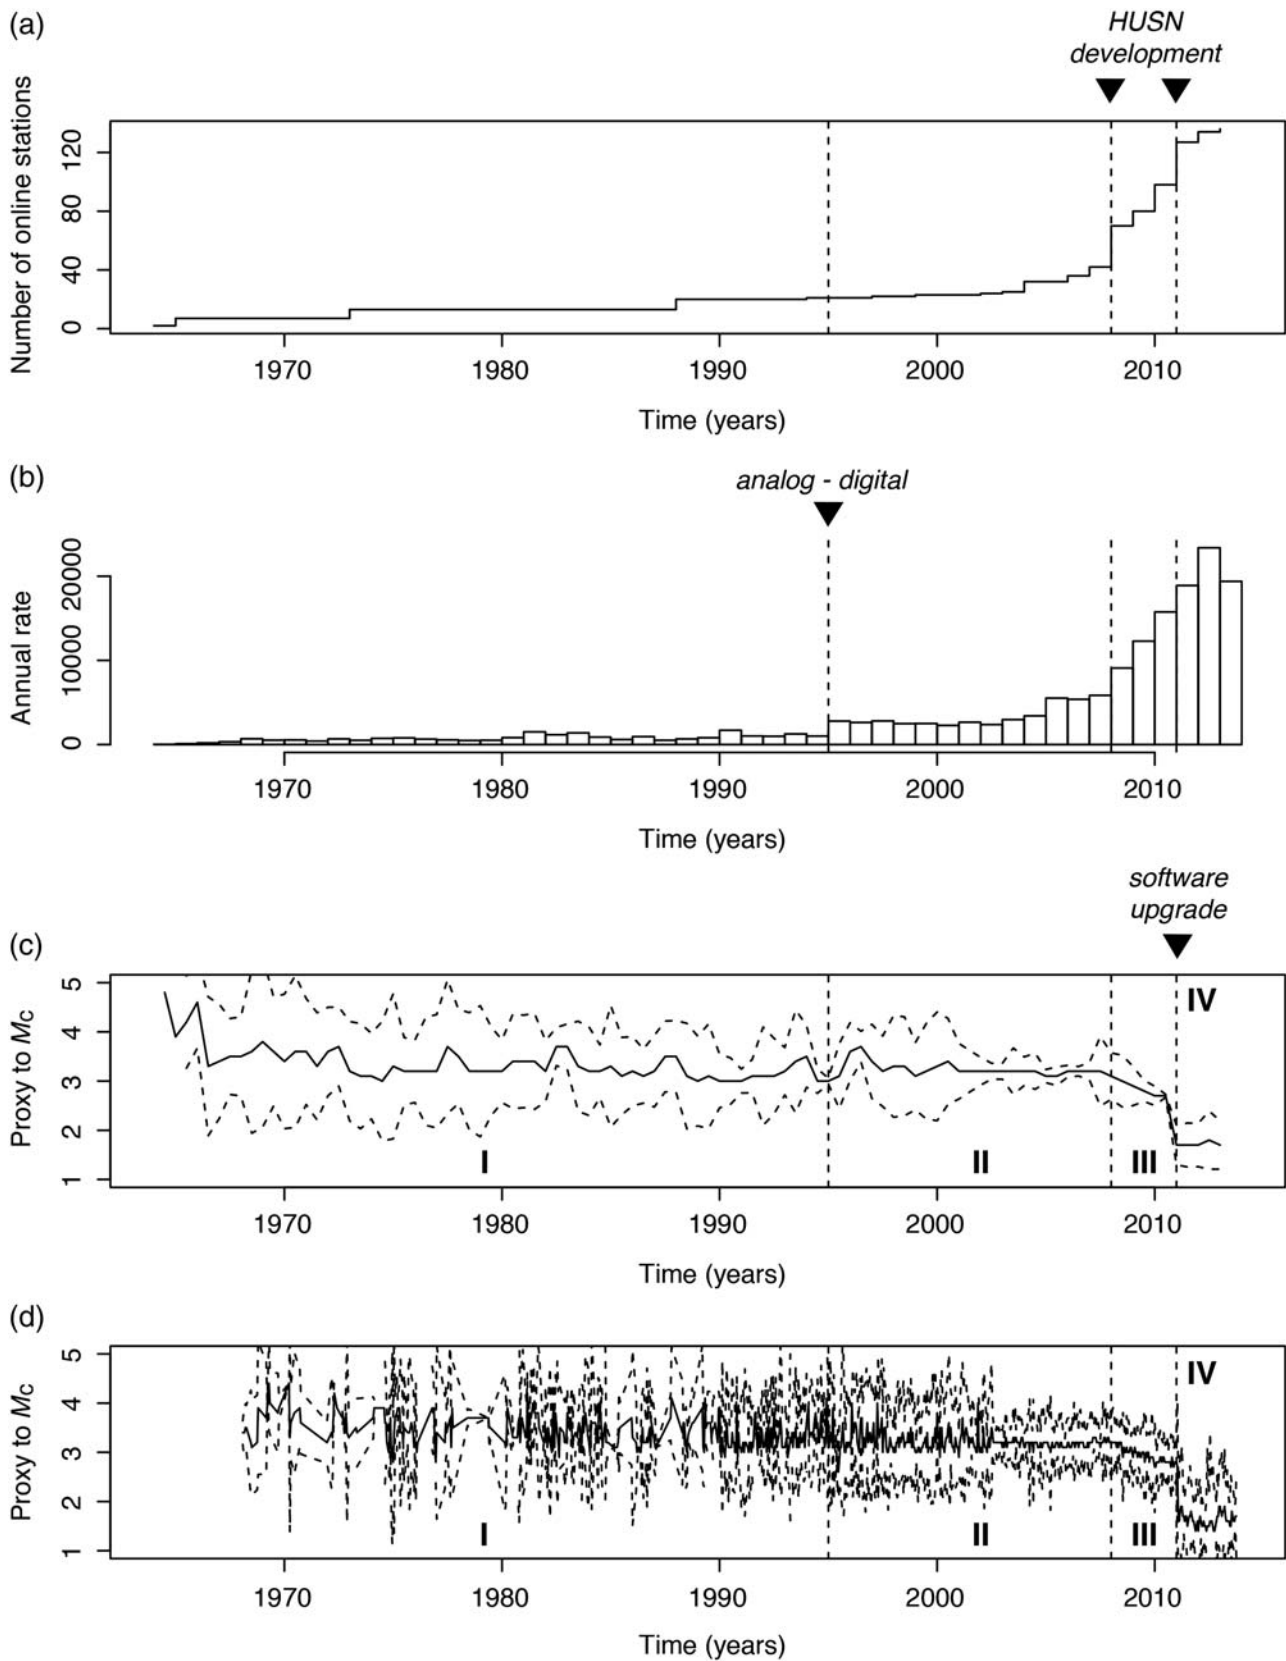 (a)
HUSN
development
Number of online stations
120
80
40
0
1970 1980 1990 2000 2010
Time (years)
(b)
analog - digital
Annual rate
20000
10000
0
1970 1980 1990 2000 2010
Time (years)
software
upgrade
(c)
Proxy to Mc
5
4
3
2
1
I II III IV
1970 1980 1990 2000 2010
Time (years)
(d)
Proxy to Mc
5
4
3
2
1
I II III IV
1970 1980 1990 2000 2010
Time (years)